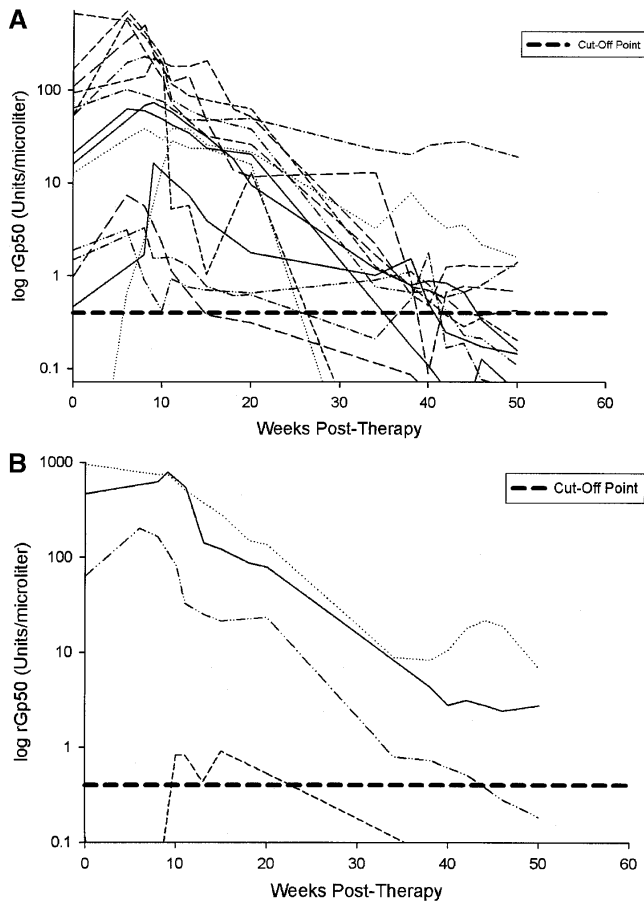 A
log rGp50 (Units/microliter)
100
10
1
0.1
Cut-Off Point
0 10 20 30 40 50 60
Weeks Post-Therapy
B
log rGp50 (Units/microliter)
1000
100
10
1
0.1
Cut-Off Point
0 10 20 30 40 50 60
Weeks Post-Therapy